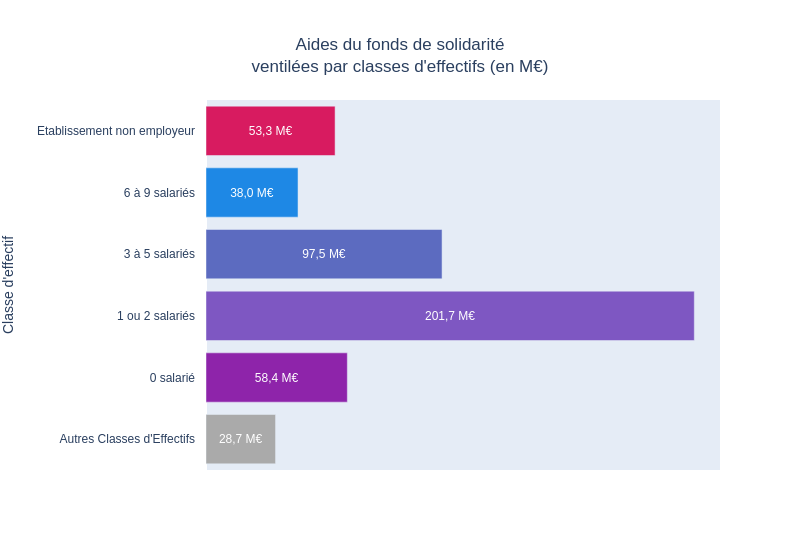 Aides du fonds de solidarité
ventilées par classes d'effectifs (en M€)
Classe d'effectif
Etablissement non employeur
53,3 M€
6 à 9 salariés
38,0 M€
3 à 5 salariés
97,5 M€
1 ou 2 salariés
201,7 M€
0 salarié
58,4 M€
Autres Classes d'Effectifs
28,7 M€